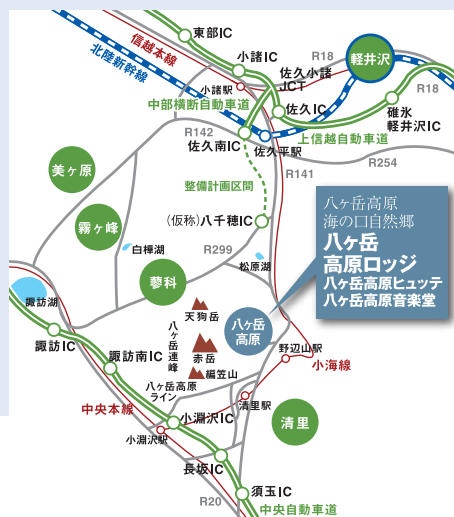 東部IC
信越本線
北陸新幹線
小諸IC
R18
軽井沢
佐久小諸
JCT
小諸駅
R18
中部横断自動車道
佐久IC
碓氷
軽井沢IC
R142
佐久南IC
上信越自動車道
佐久平駅
R254
美ヶ原
R141
整備計画区間
八ヶ岳高原
海の口自然郷
八ヶ岳
高原ロッジ
八ヶ岳高原ヒュッテ
八ヶ岳高原音楽堂
霧ヶ峰
(仮称)八千穂IC
白樺湖
R299
松原湖
蓼科
諏訪湖
天狗岳
八ヶ岳連峰
八ヶ岳
高原
諏訪IC
赤岳
野辺山駅
小海線
諏訪南IC
編笠山
八ヶ岳高原
ライン
清里駅
中央本線
小淵沢IC
清里
小淵沢駅
長坂IC
R20
須玉IC
中央自動車道